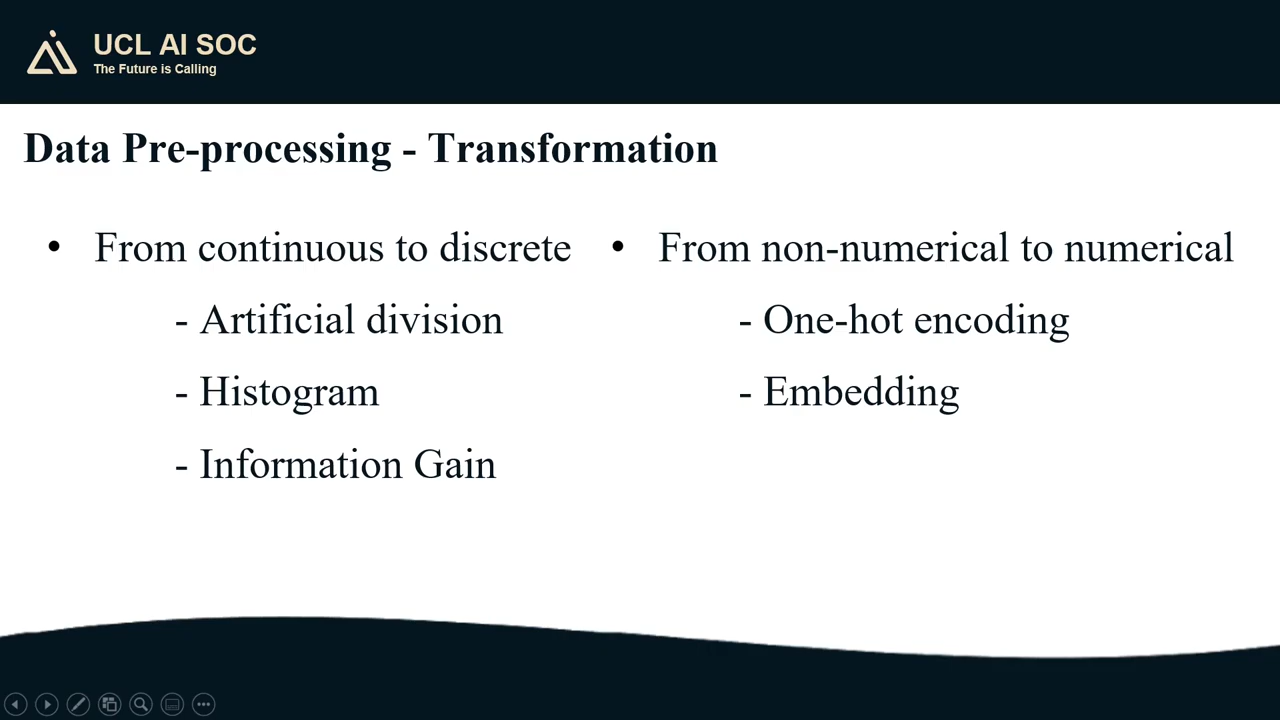 UCL AI SOC
The Future is Calling
Data Pre-processing - Transformation
• From continuous to discrete
- Artificial division
- Histogram
- Information Gain
• From non-numerical to numerical
- One-hot encoding
- Embedding